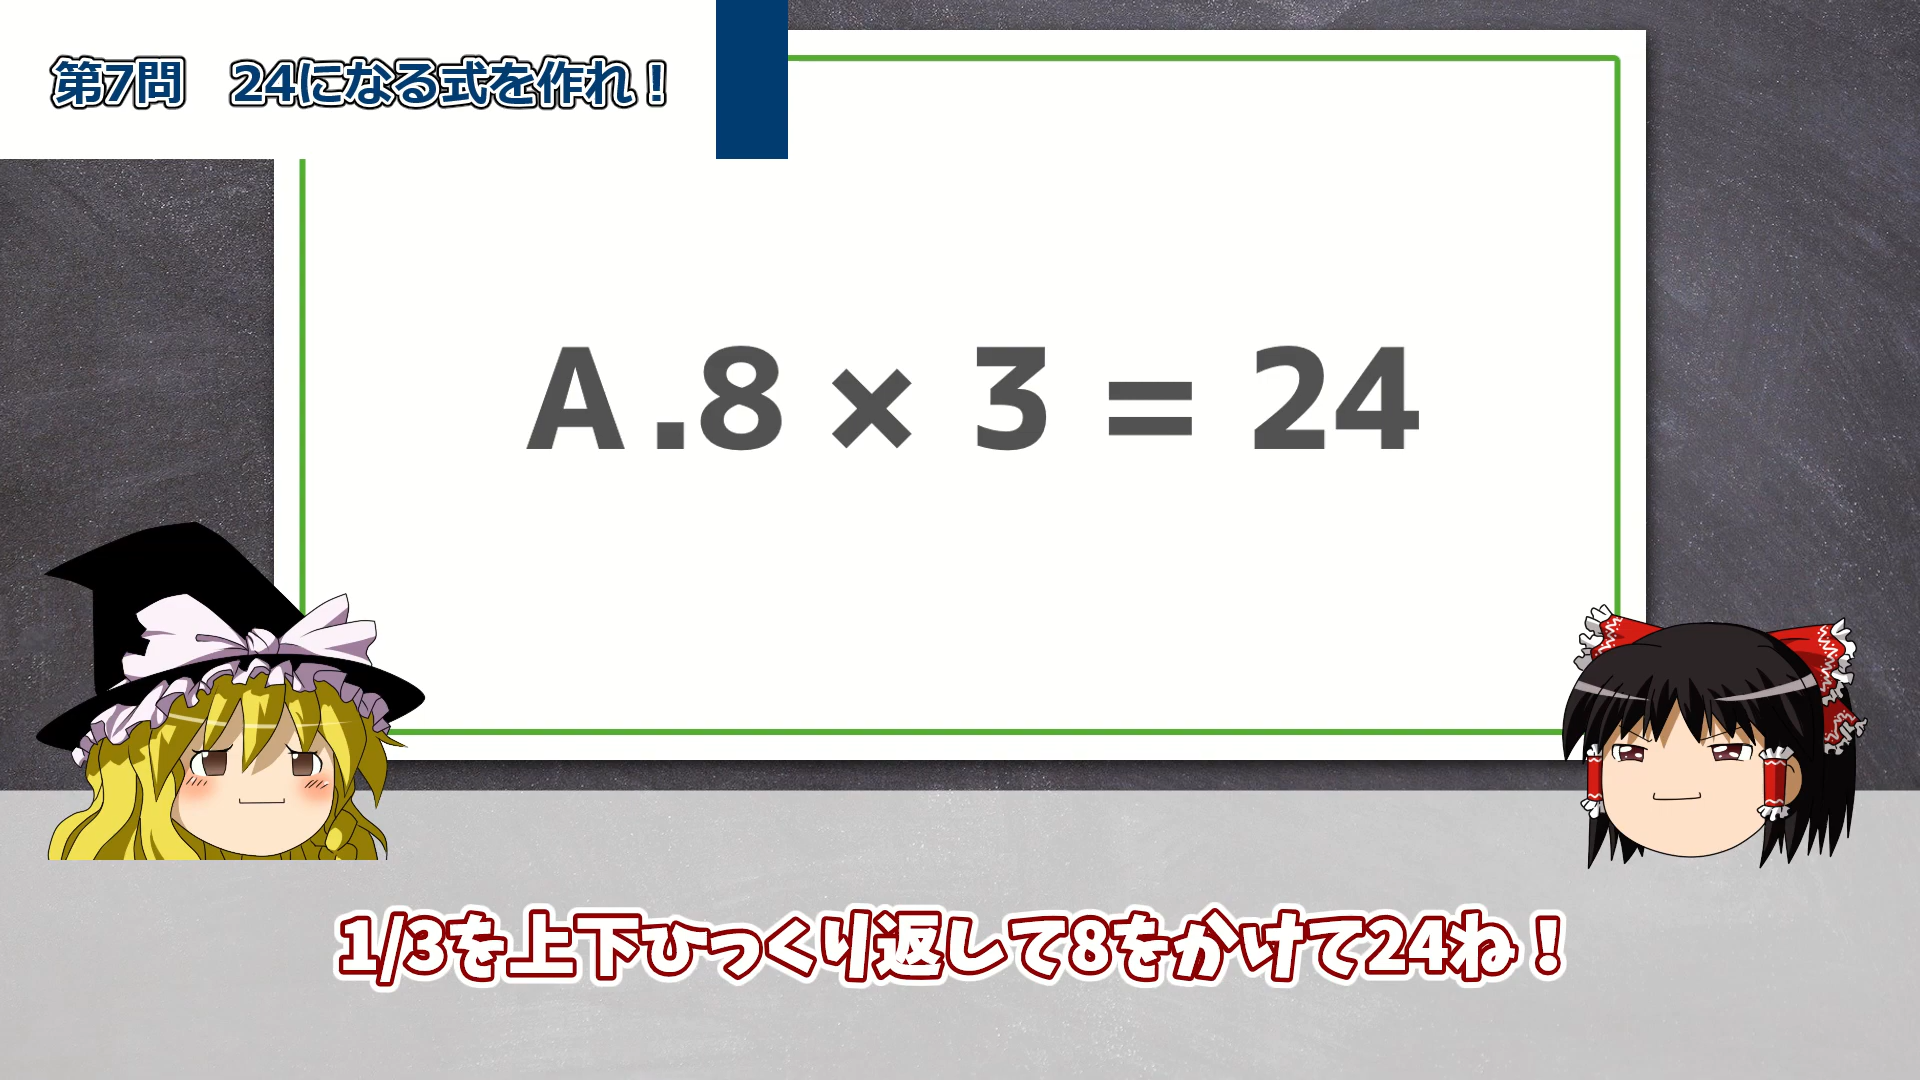 第7問　24になる式を作れ！
A.8 × 3 = 24
1/3を上下ひっくり返して8をかけて24ね！